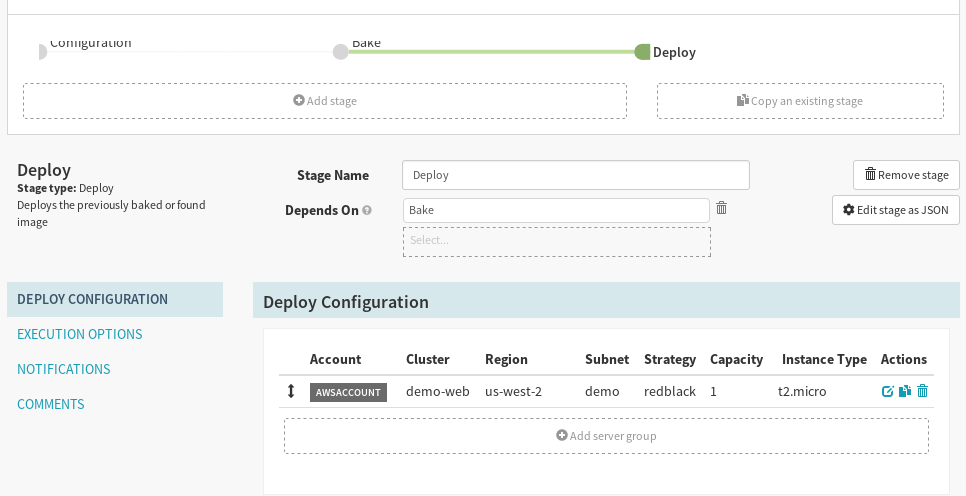 Configuration
Bake
Deploy
Add stage
Copy an existing stage
Deploy
Stage type: Deploy
Deploys the previously baked or found
image
Stage Name
Deploy
Remove stage
Depends On
Bake
Edit stage as JSON
Select...
DEPLOY CONFIGURATION
EXECUTION OPTIONS
NOTIFICATIONS
COMMENTS
Deploy Configuration
Account Cluster Region Subnet Strategy Capacity Instance Type Actions
AWSACCOUNT demo-web us-west-2 demo redblack 1 t2.micro
Add server group